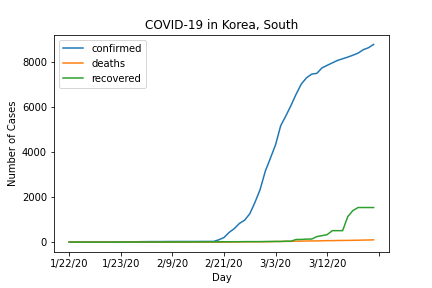 COVID-19 in Korea, South
confirmed
deaths
recovered
Number of Cases
8000
6000
4000
2000
0
1/22/20 1/23/20 2/9/20 2/21/20 3/3/20 3/12/20
Day